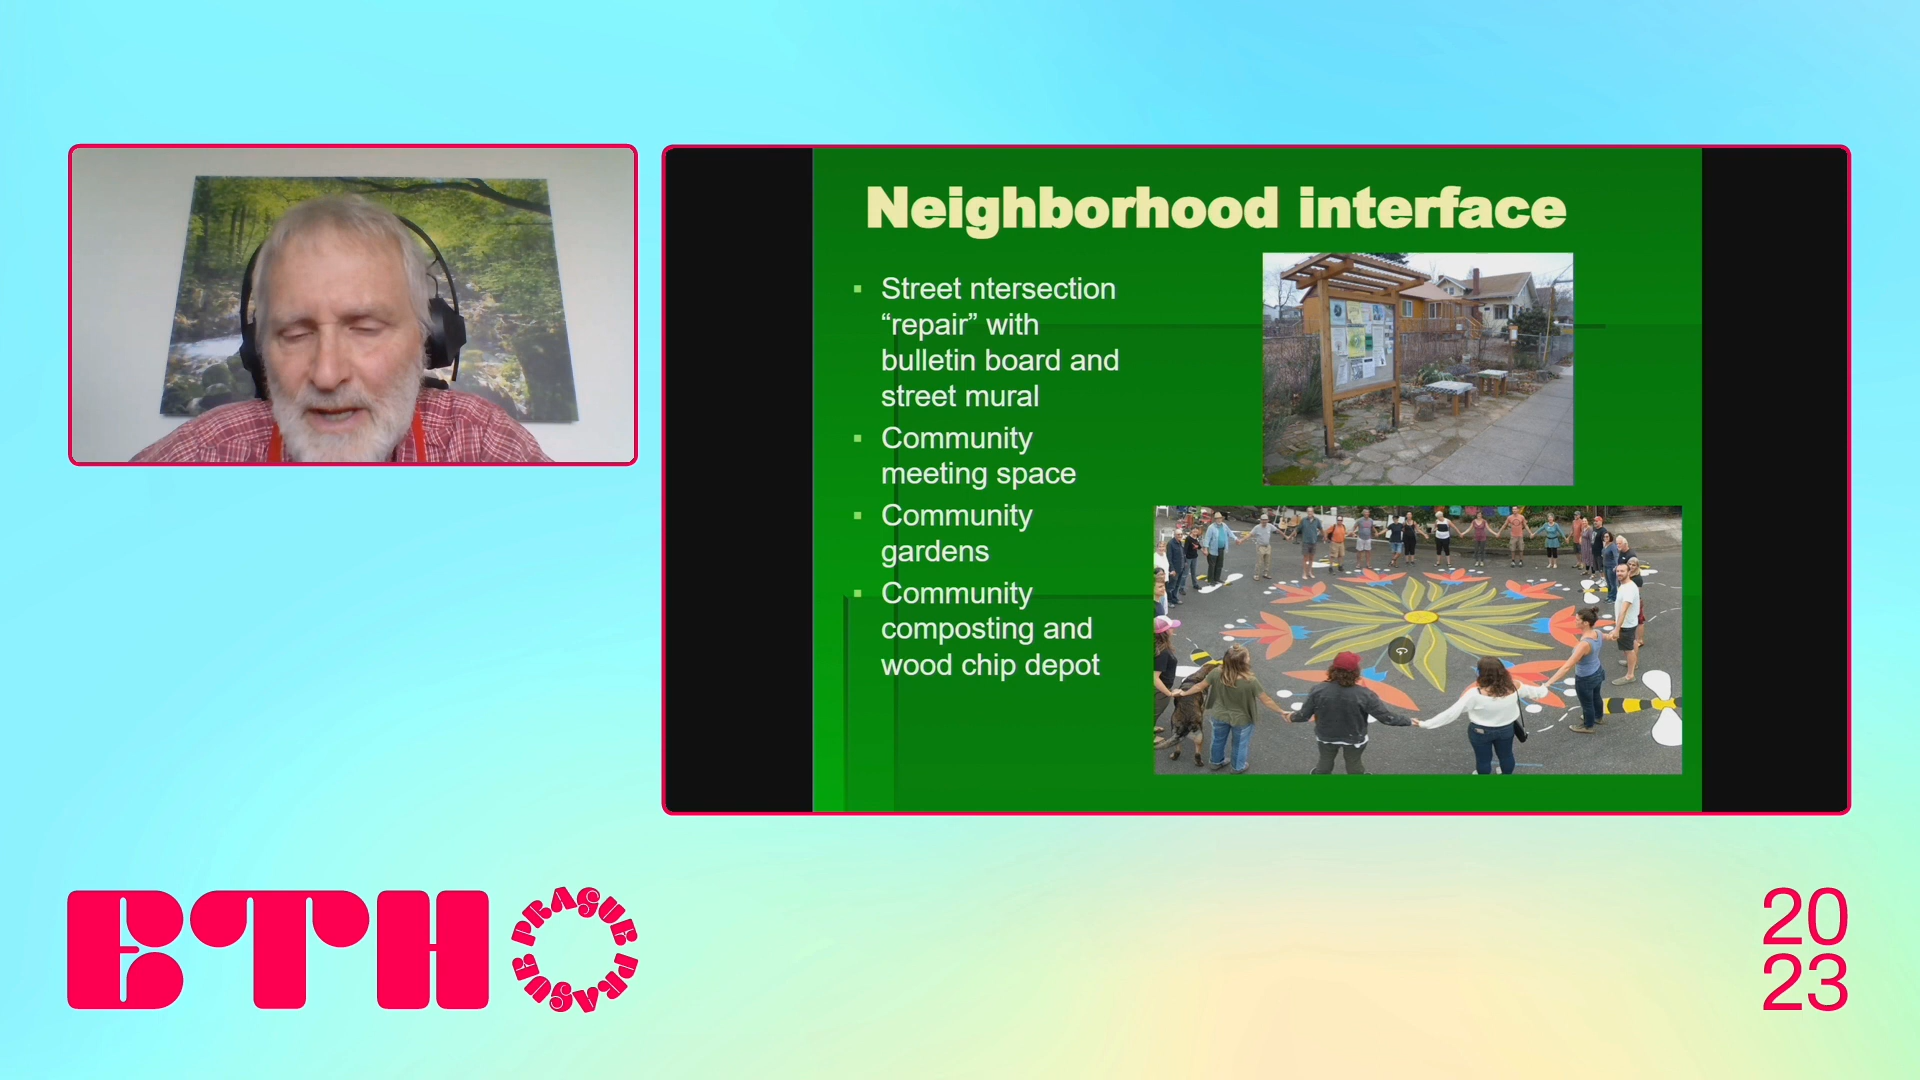 Neighborhood interface
Street ntersection
“repair” with
bulletin board and
street mural
Community
meeting space
Community
gardens
Community
composting and
wood chip depot
ETH
PRAGUE PRAGUE
20
23